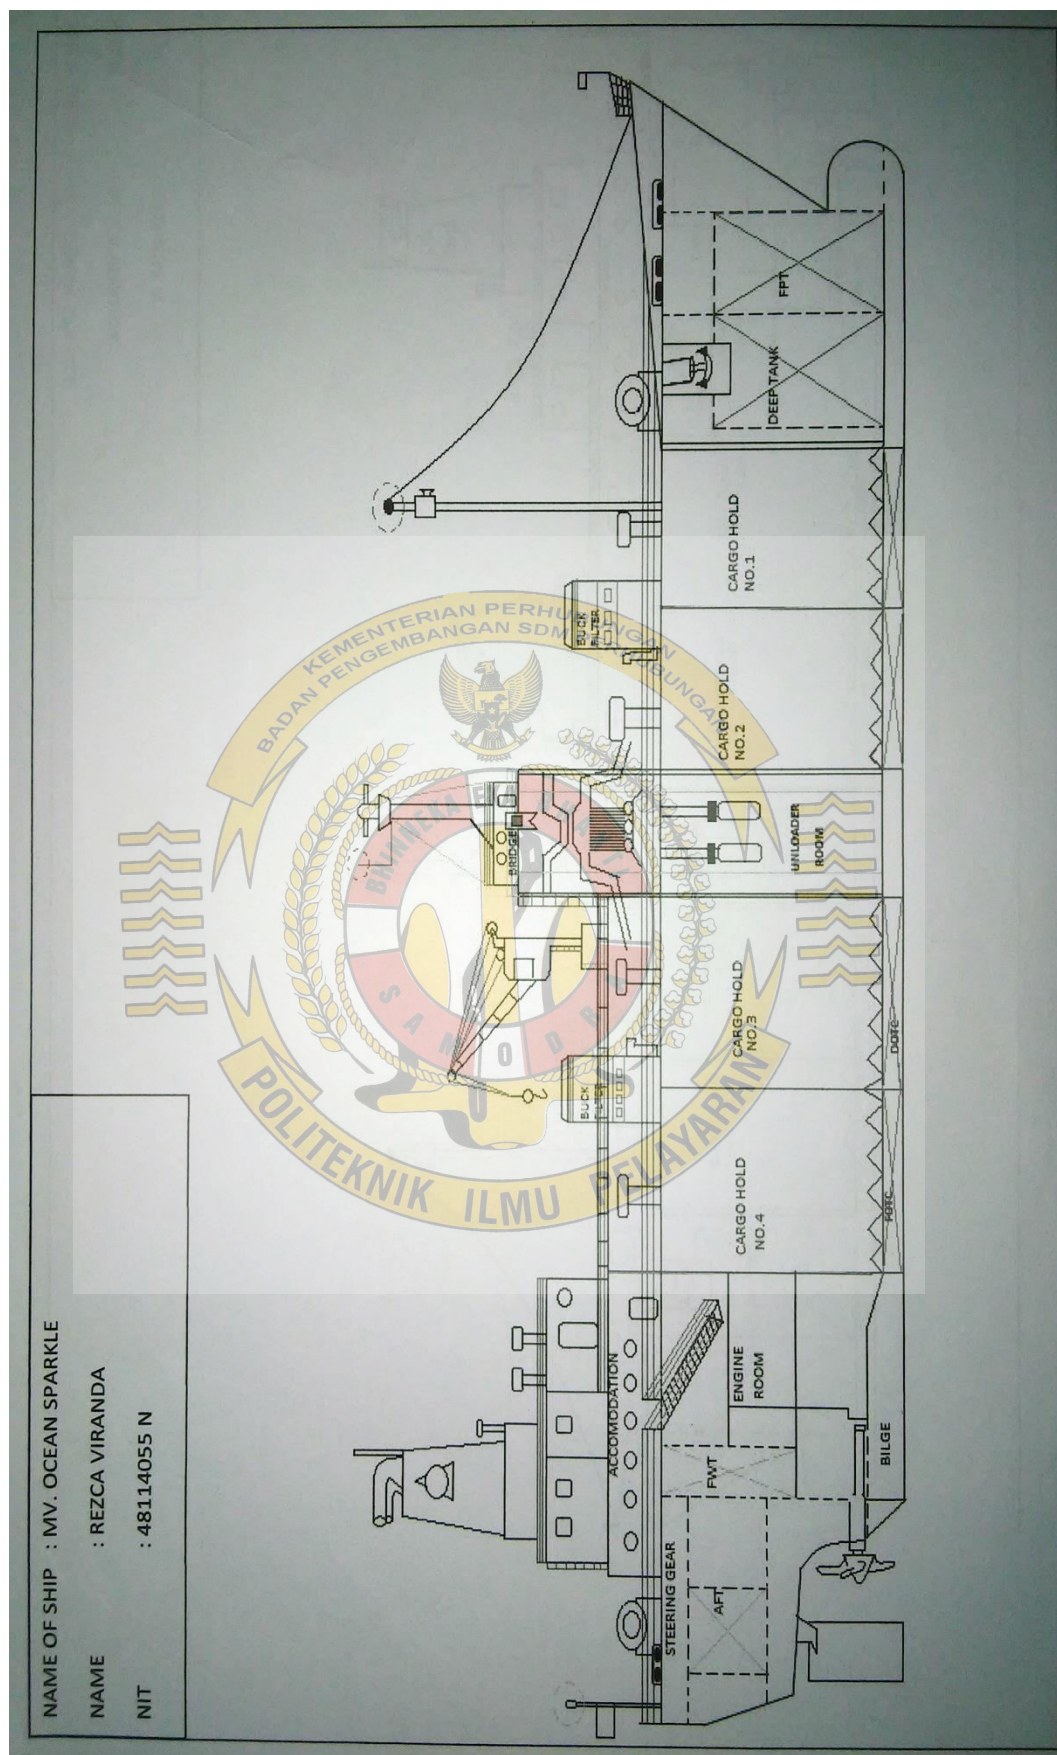 NAME OF SHIP : MV. OCEAN SPARKLE
NAME : REZCA VIRANDA
NIT : 48114055 N
KEMENTERIAN PERHUBUNGAN
BADAN PENGEMBANGAN SDM PERHUBUNGAN
BHINNEKA
SAMODRA
POLITEKNIK ILMU PELAYARAN
BRIDGE
BUCK
FILTER
BUCK
FILTER
ACCOMODATION
STEERING GEAR
AFT
FWT
ENGINE
ROOM
BILGE
CARGO HOLD
NO.4
CARGO HOLD
NO.3
UNLOADER
ROOM
CARGO HOLD
NO.2
CARGO HOLD
NO.1
DEEP TANK
FPT
FOTC
DOTC